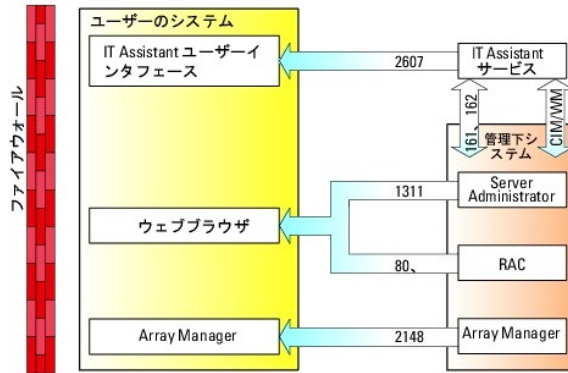 ファイアウォール
ユーザーのシステム
IT Assistant ユーザーイ
ンタフェース
2607
IT Assistant
サービス
161、162
CIM/WM
管理下シ
ステム
1311
Server
Administrator
ウェブブラウザ
80、
RAC
Array Manager
2148
Array Manager